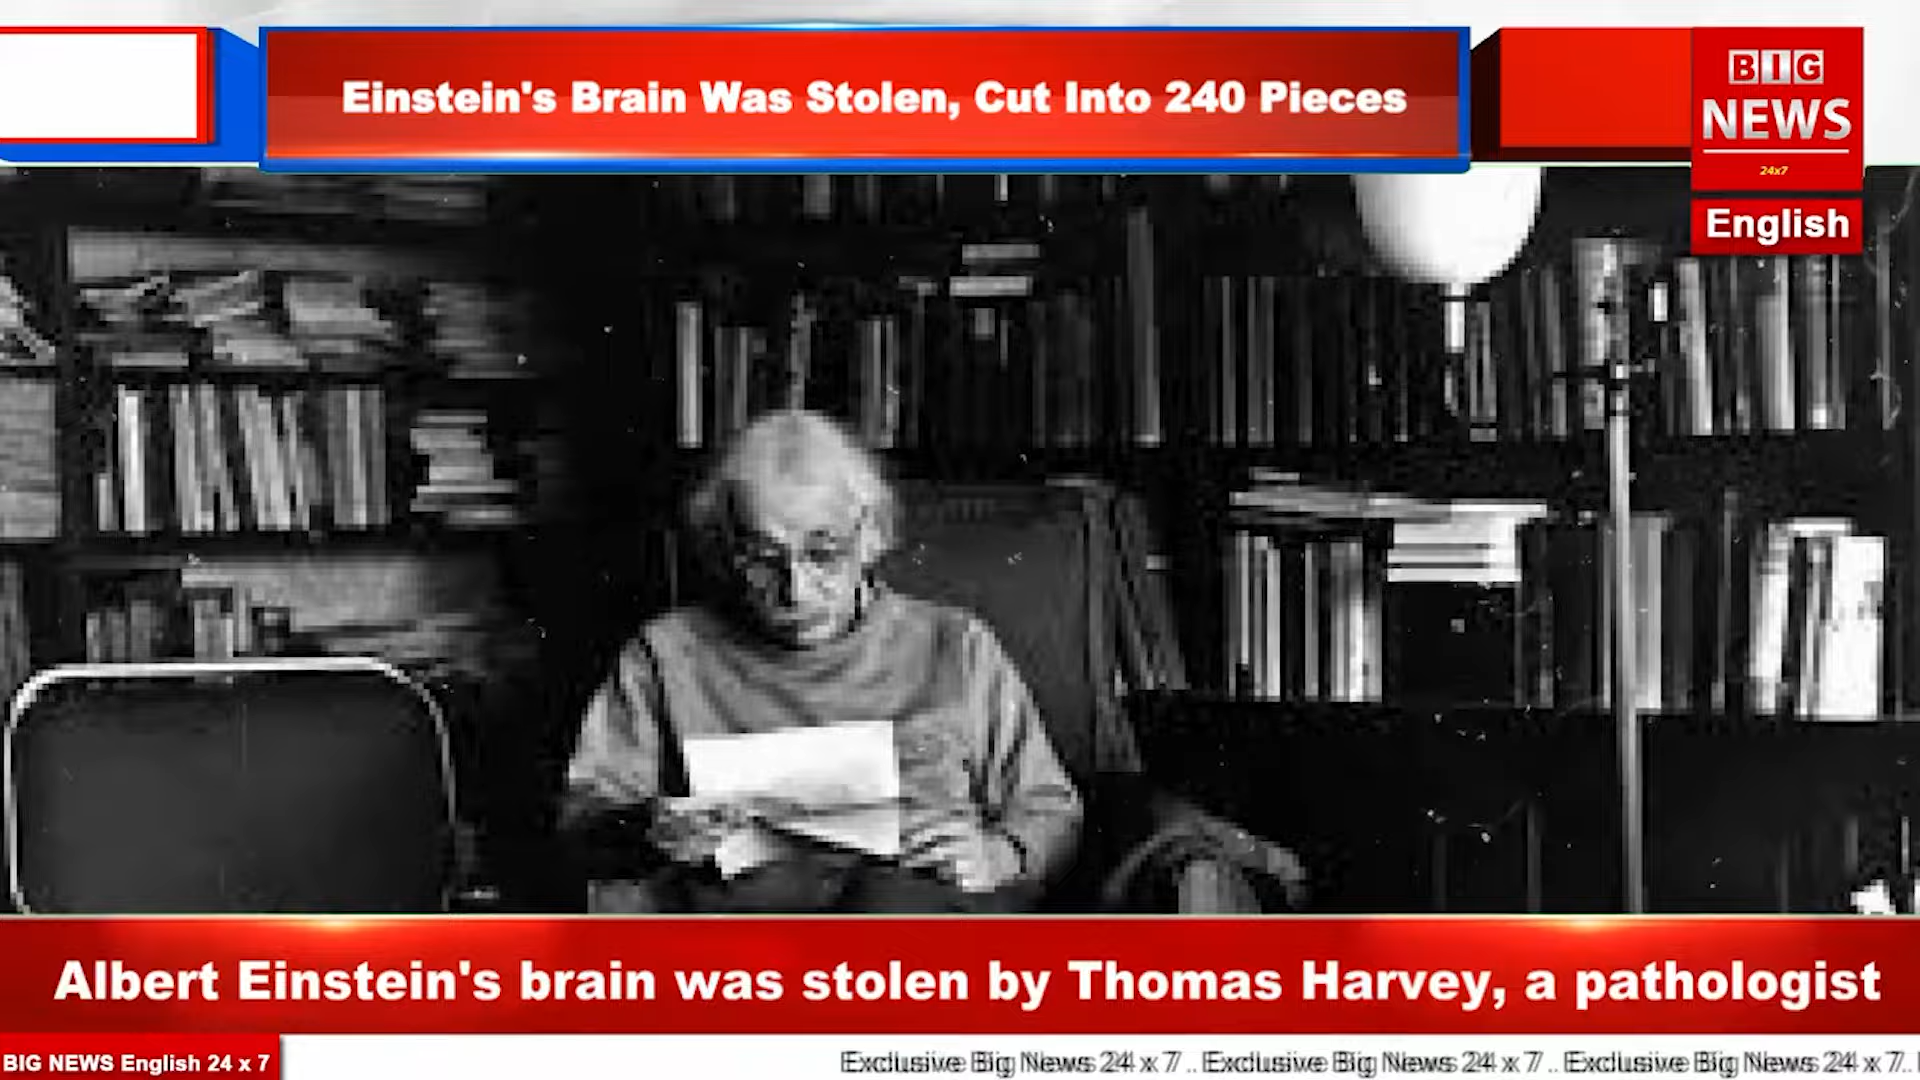 Einstein's Brain Was Stolen, Cut Into 240 Pieces
BIG
NEWS
24x7
English
Albert Einstein's brain was stolen by Thomas Harvey, a pathologist
BIG NEWS English 24 x 7
Exclusive Big News 24 x 7 .. Exclusive Big News 24 x 7 .. Exclusive Big News 24 x 7..